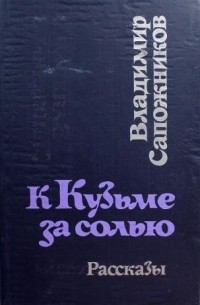 Владимир
Сапожников
К Кузьме
за солью
Рассказы